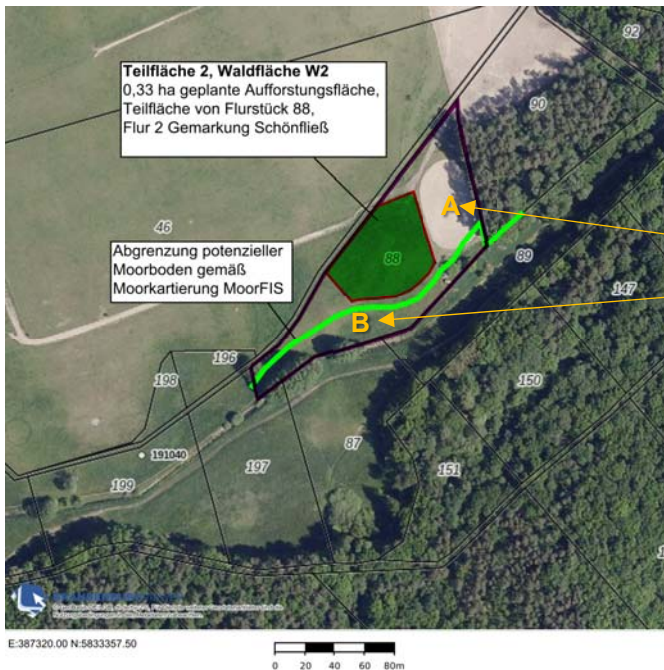 92
Teilfläche 2, Waldfläche W2
0,33 ha geplante Aufforstungsfläche,
Teilfläche von Flurstück 88,
Flur 2 Gemarkung Schönfließ
90
A
46
Abgrenzung potenzieller
Moorboden gemäß
Moorkartierung MoorFIS
88
89
147
B
196
198
150
191040
87
151
197
199
E:387320.00 N:5833357.50
0 20 40 60 80m